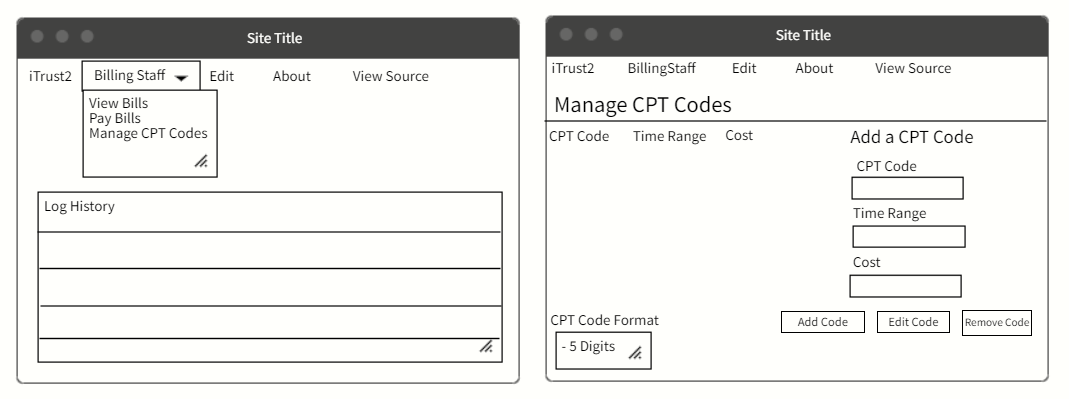 Site Title
iTrust2 Billing Staff Edit About View Source
View Bills
Pay Bills
Manage CPT Codes
Log History
Site Title
iTrust2 BillingStaff Edit About View Source
Manage CPT Codes
CPT Code Time Range Cost
Add a CPT Code
CPT Code
Time Range
Cost
Add Code Edit Code Remove Code
CPT Code Format
- 5 Digits